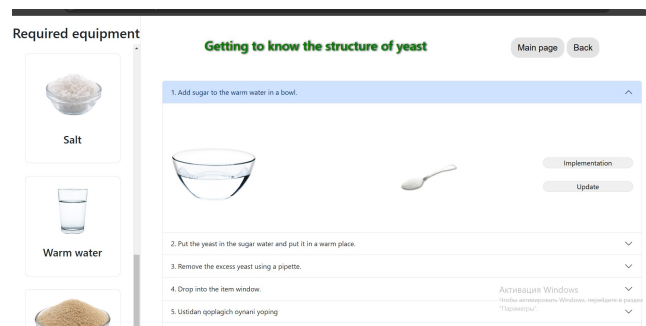 Required equipment
Getting to know the structure of yeast
Main page
Back
Salt
Warm water
1. Add sugar to the warm water in a bowl.
Implementation
Update
2. Put the yeast in the sugar water and put it in a warm place.
3. Remove the excess yeast using a pipette.
4. Drop into the item window.
5. Ustidan qoplagich oynani yoping
Активация Windows
Чтобы активировать Windows, перейдите в раздел
"Параметры".